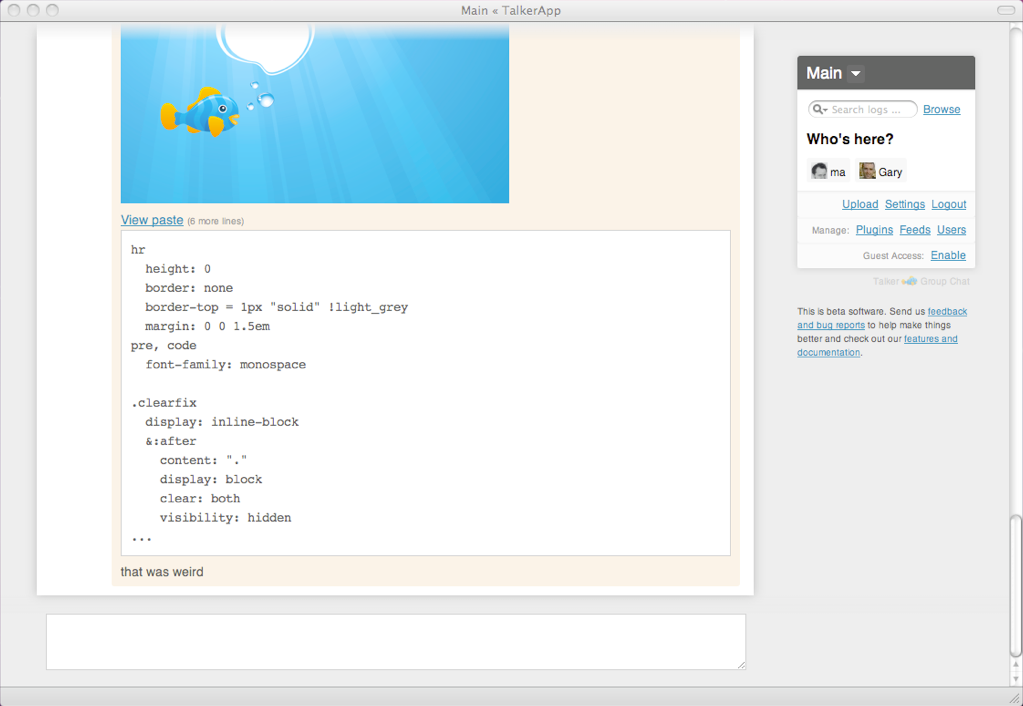 Main « TalkerApp
View paste (6 more lines)
hr
  height: 0
  border: none
  border-top = 1px "solid" !light_grey
  margin: 0 0 1.5em
pre, code
  font-family: monospace
.clearfix
  display: inline-block
  &:after
    content: "."
    display: block
    clear: both
    visibility: hidden
...
that was weird
Main
Search logs ... Browse
Who's here?
ma Gary
Upload Settings Logout
Manage: Plugins Feeds Users
Guest Access: Enable
Talker Group Chat
This is beta software. Send us feedback
and bug reports to help make things
better and check out our features and
documentation.